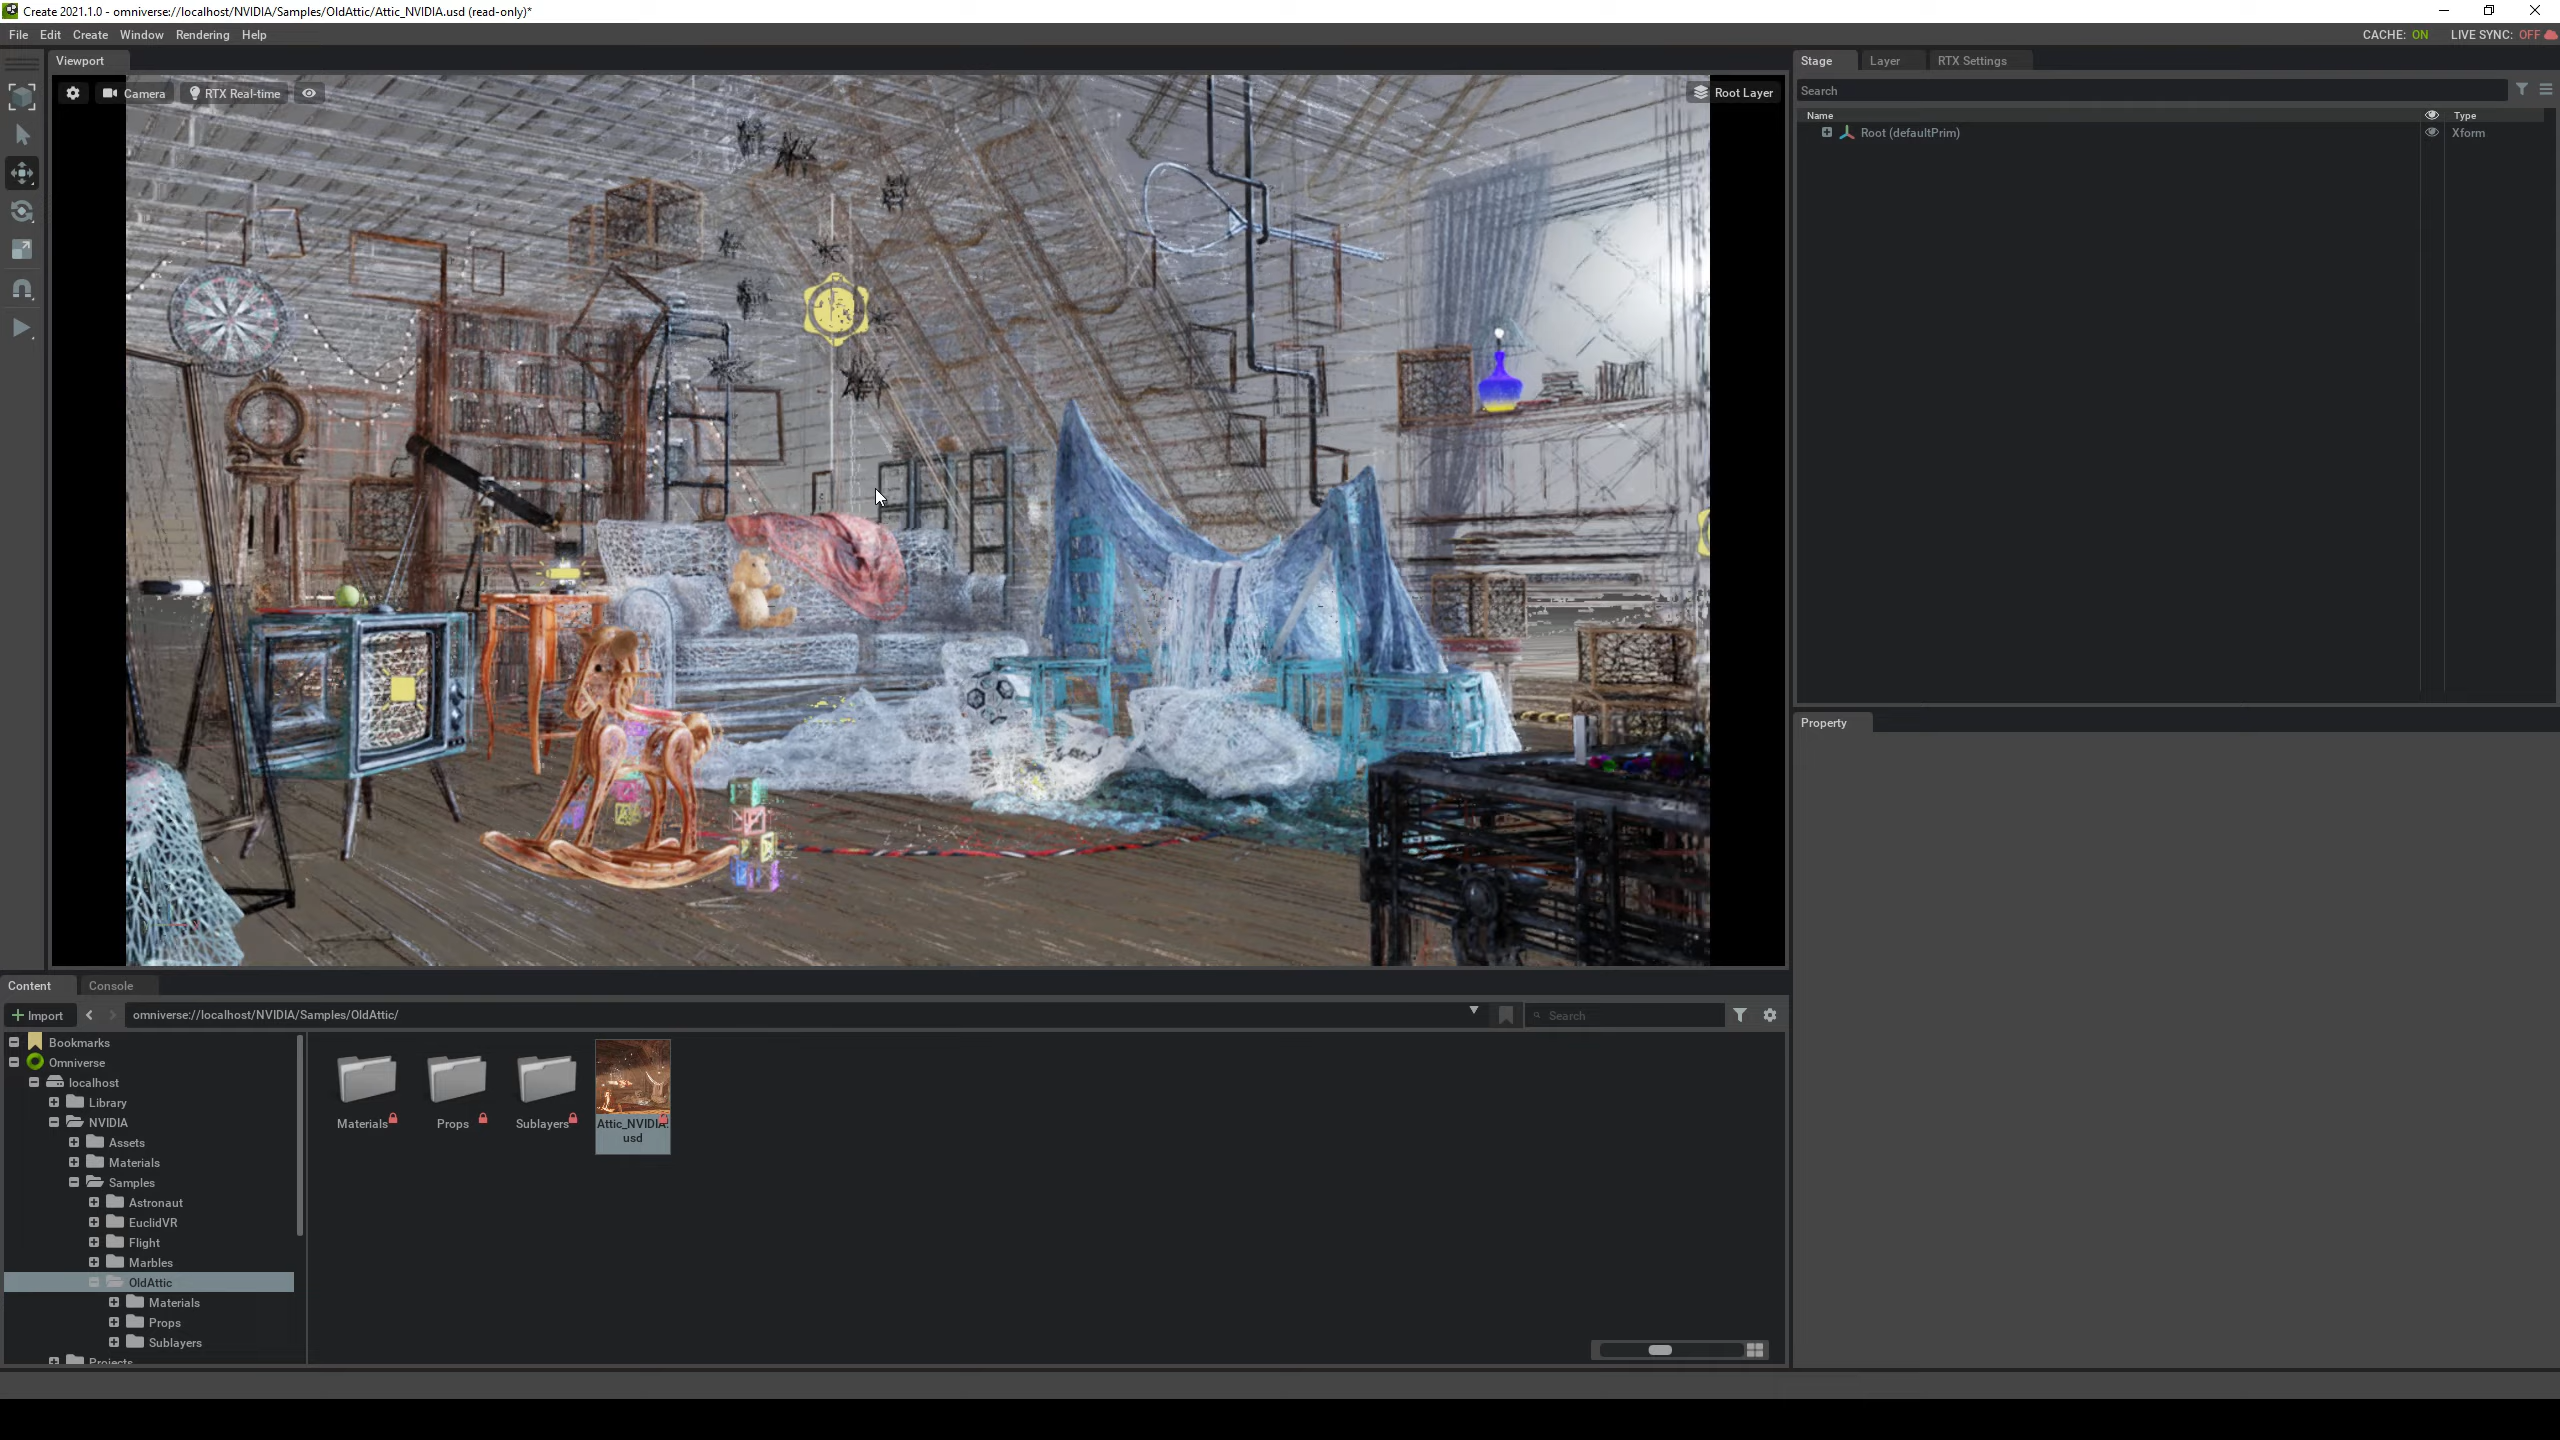 Create 2021.1.0 - omniverse://localhost/NVIDIA/Samples/OldAttic/Attic_NVIDIA.usd (read-only)*
File Edit Create Window Rendering Help
CACHE: ON LIVE SYNC: OFF
Viewport
Camera RTX Real-time
Root Layer
Stage Layer RTX Settings
Search
Name Type
Root (defaultPrim) Xform
Property
Content Console
Import omniverse://localhost/NVIDIA/Samples/OldAttic/ Search
Bookmarks
Omniverse
localhost
Library
NVIDIA
Assets
Materials
Samples
Astronaut
EuclidVR
Flight
Marbles
OldAttic
Materials
Props
Sublayers
Projects
Materials Props Sublayers Attic_NVIDIA.
usd